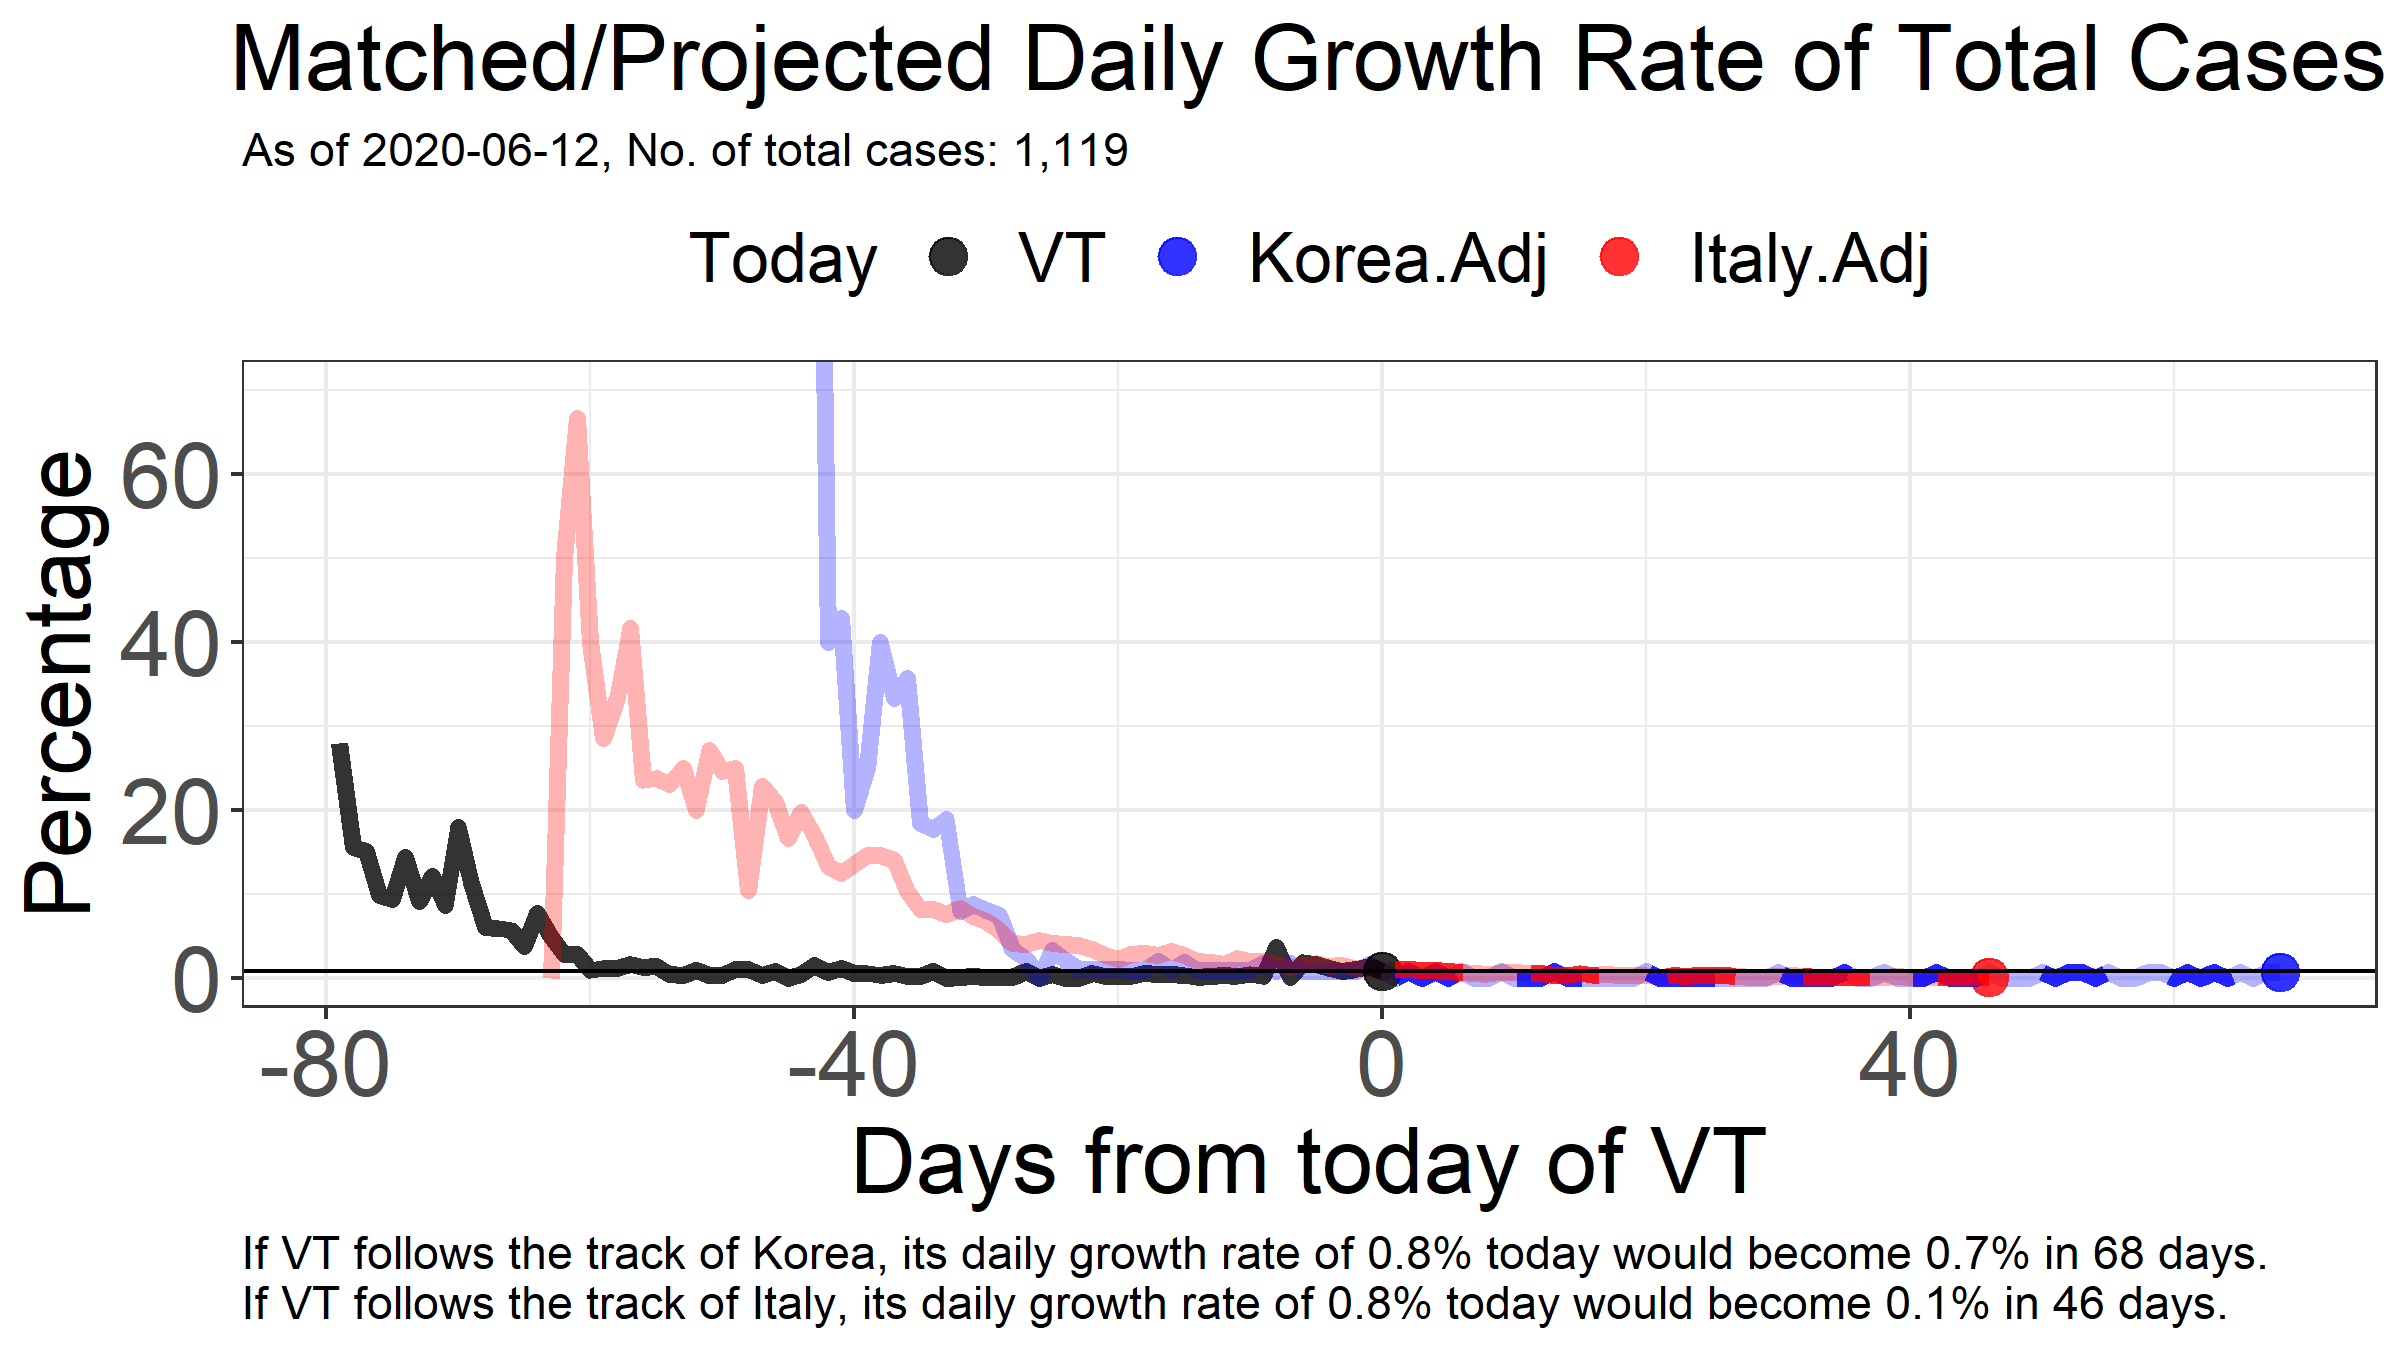 Matched/Projected Daily Growth Rate of Total Cases
As of 2020-06-12, No. of total cases: 1,119
Today VT Korea.Adj Italy.Adj
Percentage
60
40
20
0
-80 -40 0 40
Days from today of VT
If VT follows the track of Korea, its daily growth rate of 0.8% today would become 0.7% in 68 days.
If VT follows the track of Italy, its daily growth rate of 0.8% today would become 0.1% in 46 days.